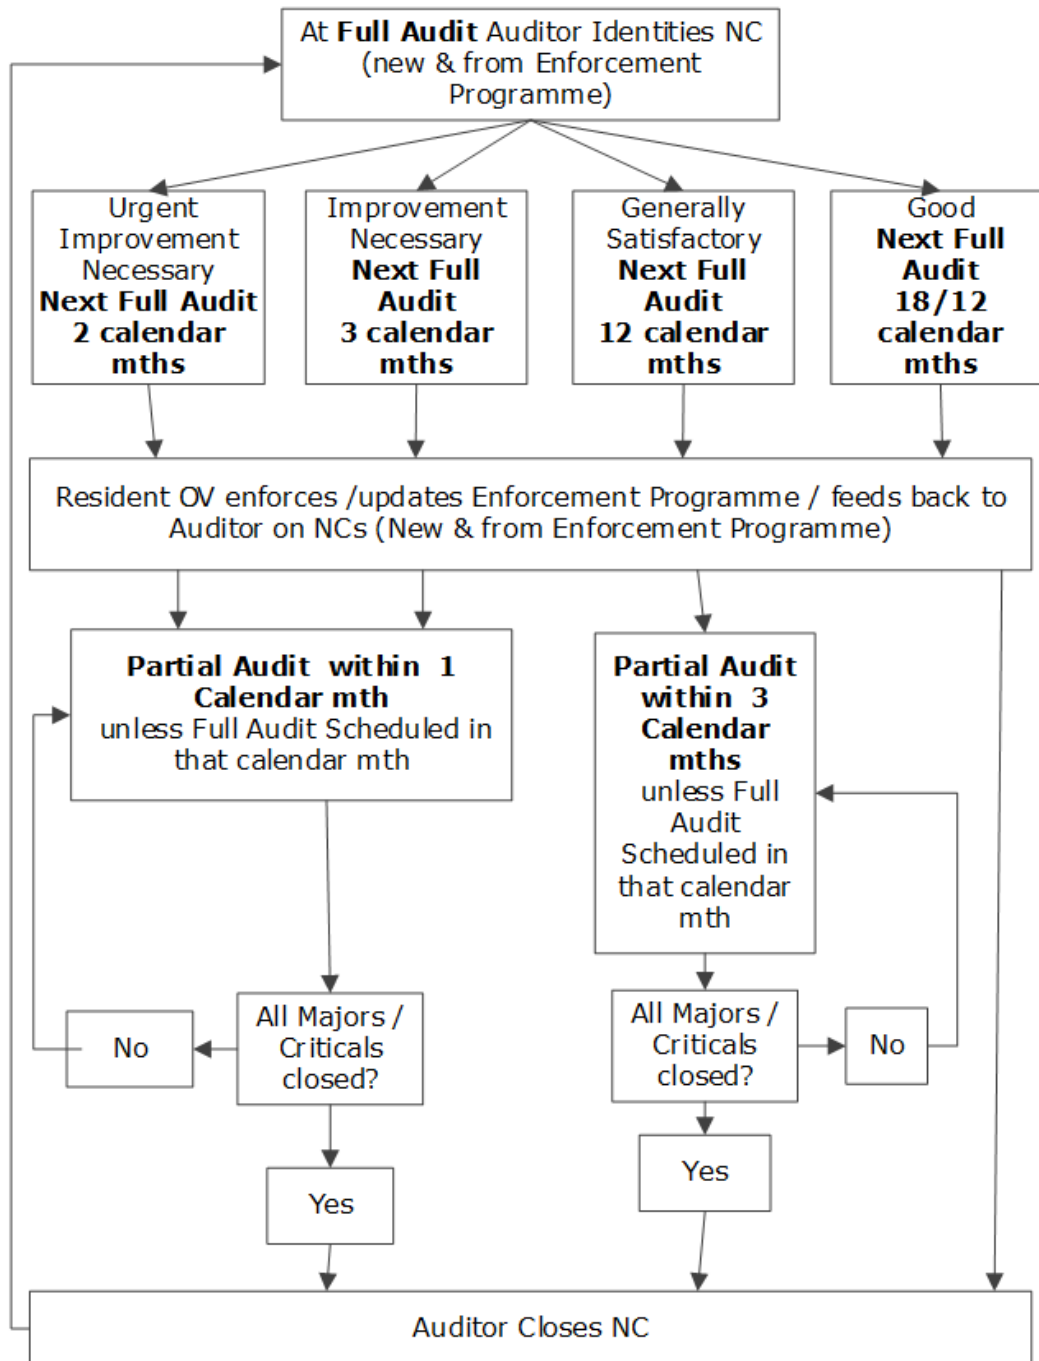 At Full Audit Auditor Identities NC
(new & from Enforcement
Programme)
Urgent
Improvement
Necessary
Next Full Audit
2 calendar
mths
Improvement
Necessary
Next Full
Audit
3 calendar
mths
Generally
Satisfactory
Next Full
Audit
12 calendar
mths
Good
Next Full
Audit
18/12
calendar
mths
Resident OV enforces /updates Enforcement Programme / feeds back to
Auditor on NCs (New & from Enforcement Programme)
Partial Audit within 1
Calendar mth
unless Full Audit Scheduled in
that calendar mth
Partial Audit
within 3
Calendar
mths
unless Full
Audit
Scheduled in
that calendar
mth
No
All Majors /
Criticals
closed?
All Majors /
Criticals
closed?
No
Yes
Yes
Auditor Closes NC